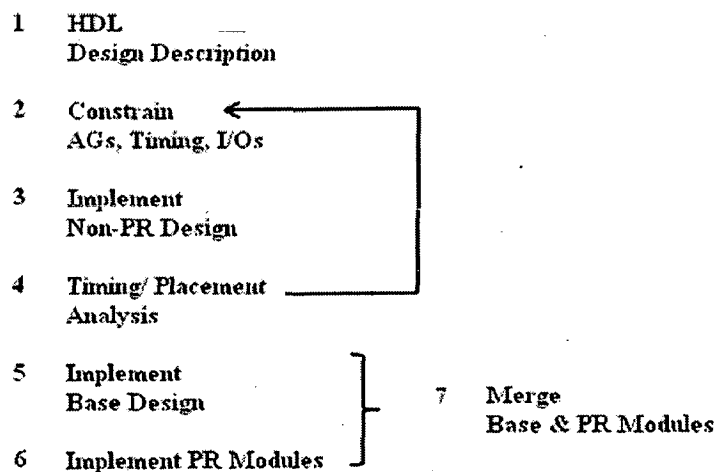 1 HDL
Design Description
2 Constrain
AGs, Timing, I/Os
3 Implement
Non-PR Design
4 Timing/ Placement
Analysis
5 Implement
Base Design
6 Implement PR Modules
7 Merge
Base & PR Modules